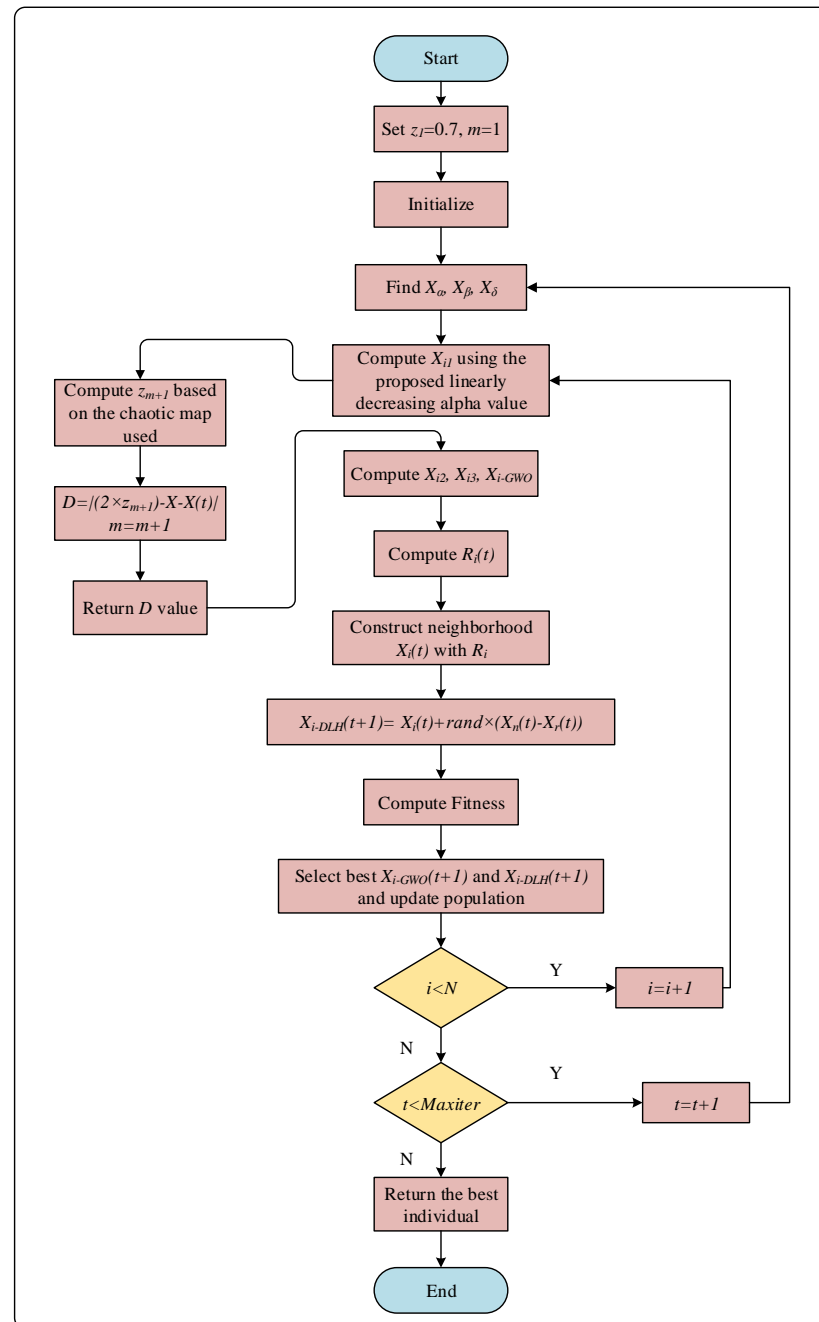 Start
Set z₁=0.7, m=1
Initialize
Find Xα, Xβ, Xδ
Compute Xi1 using the
proposed linearly
decreasing alpha value
Compute zm+1 based
on the chaotic map
used
D=|(2×zm+1)-X-X(t)|
m=m+1
Return D value
Compute Xi2, Xi3, Xi-GWO
Compute Ri(t)
Construct neighborhood
Xi(t) with Ri
Xi-DLH(t+1)= Xi(t)+rand×(Xn(t)-Xr(t))
Compute Fitness
Select best Xi-GWO(t+1) and Xi-DLH(t+1)
and update population
i<N
Y
i=i+1
N
t<Maxiter
Y
t=t+1
N
Return the best
individual
End